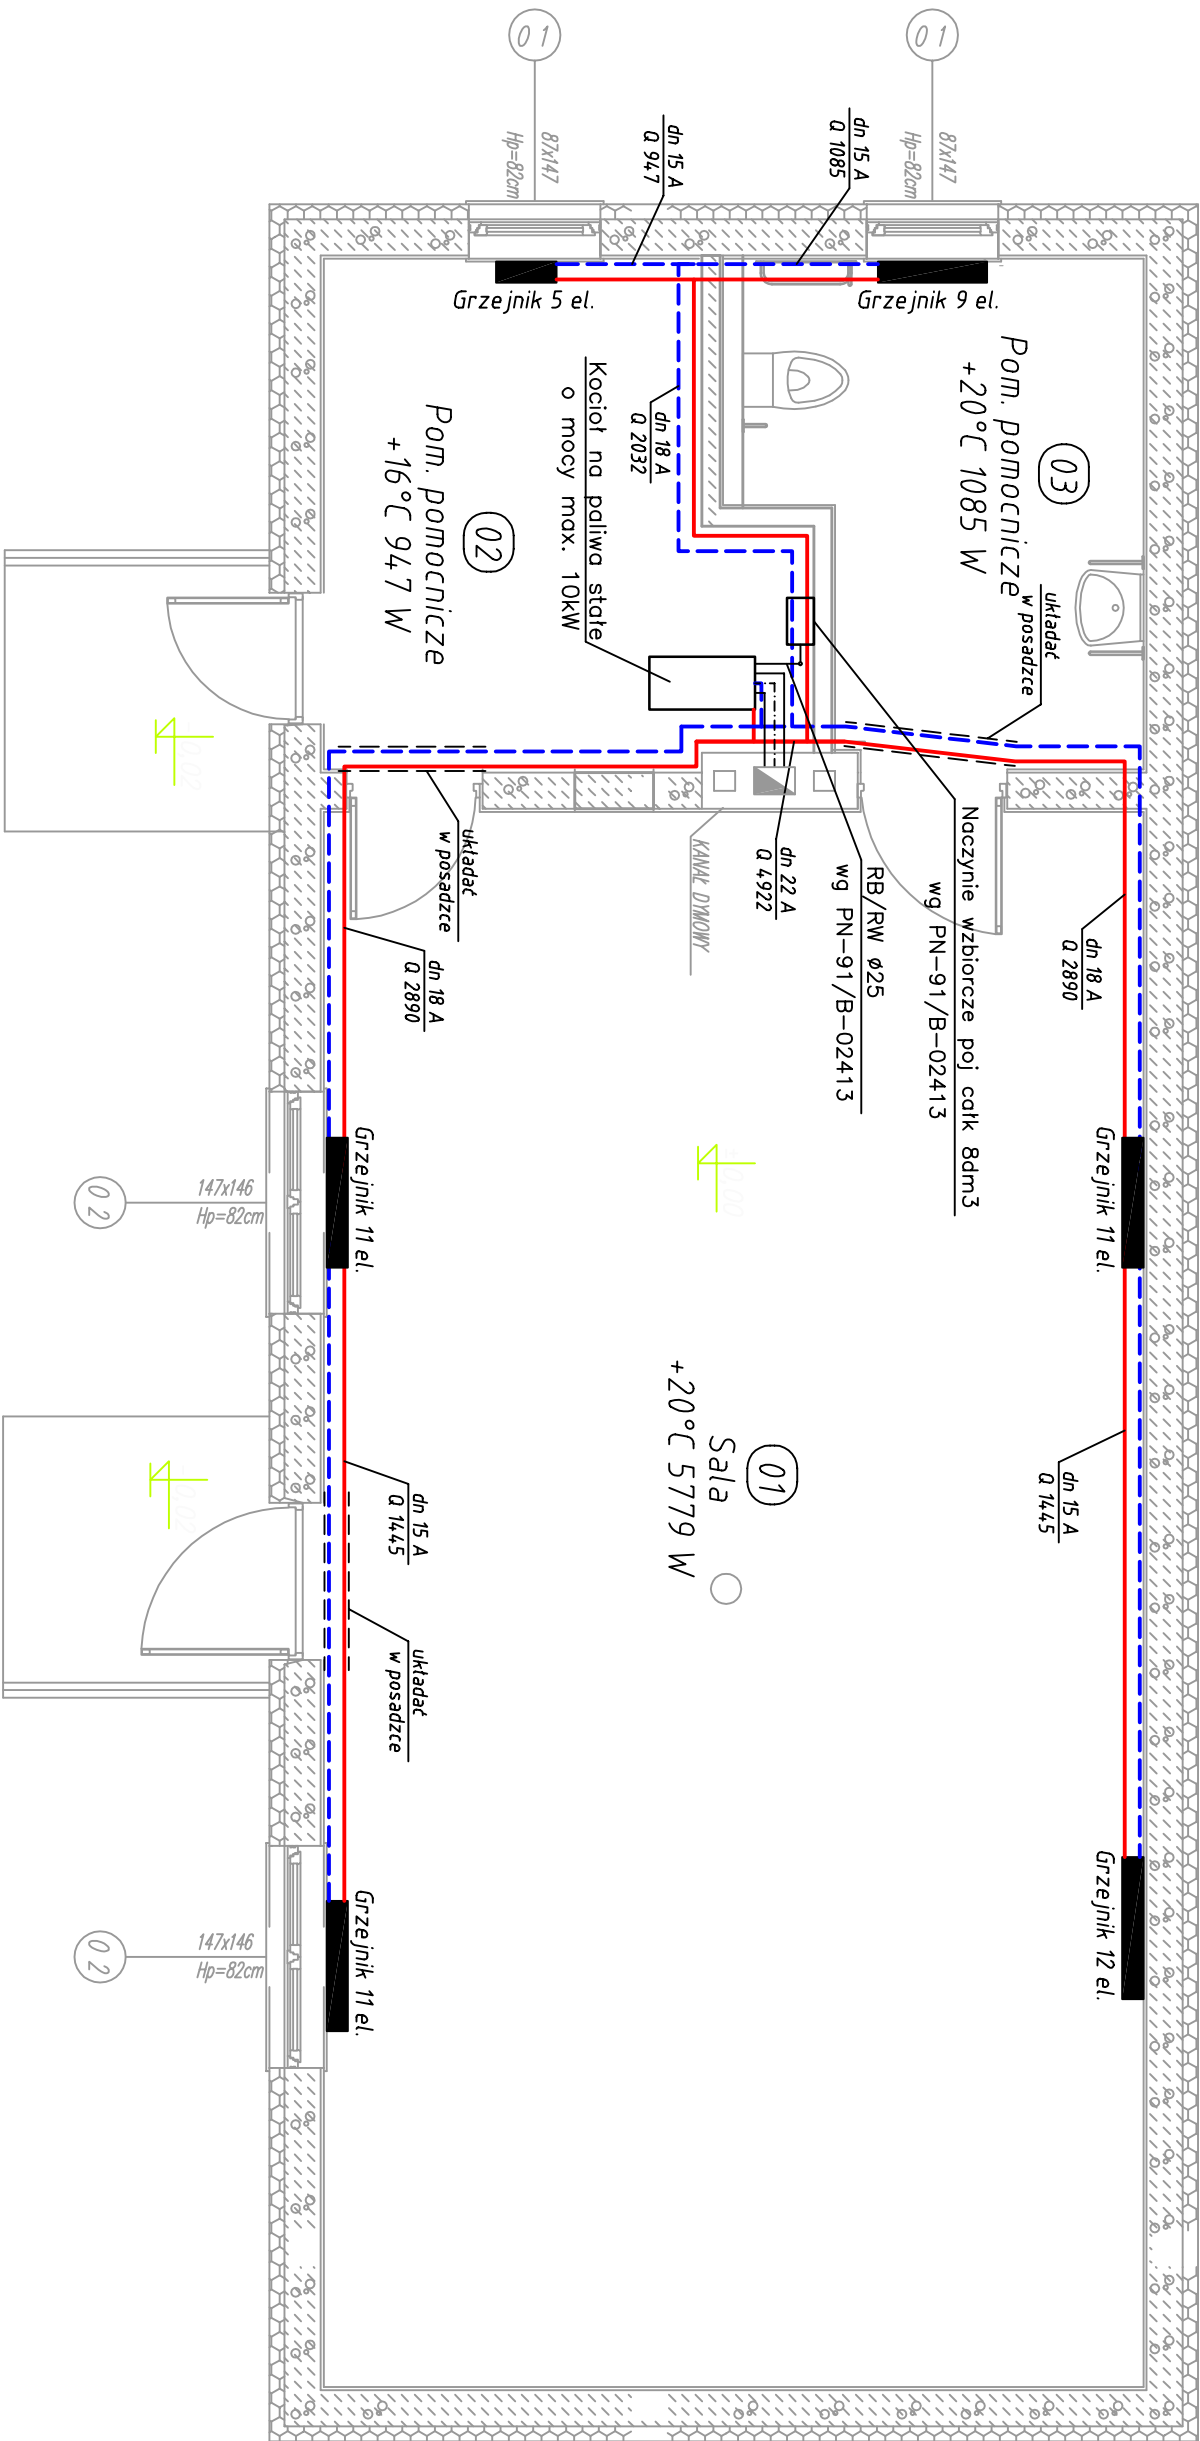 01
87x147
Hp=82cm
01
87x147
Hp=82cm
dn 15 A
Q 947
dn 15 A
Q 1085
Grzejnik 5 el.
Grzejnik 9 el.
03
Pom. pomocnicze
+20°C 1085 W
dn 18 A
Q 2032
Kocioł na paliwa stałe
o mocy max. 10kW
02
Pom. pomocnicze
+16°C 947 W
układać
w posadzce
Naczynie wzbiorcze poj całk 8dm3
wg PN-91/B-02413
RB/RW ø25
wg PN-91/B-02413
dn 22 A
Q 4922
KANAŁ DYMOWY
układać
w posadzce
dn 18 A
Q 2890
dn 18 A
Q 2890
Grzejnik 11 el.
Grzejnik 11 el.
147x146
Hp=82cm
02
01
Sala
+20°C 5779 W
dn 15 A
Q 1445
dn 15 A
Q 1445
układać
w posadzce
Grzejnik 11 el.
Grzejnik 12 el.
147x146
Hp=82cm
02